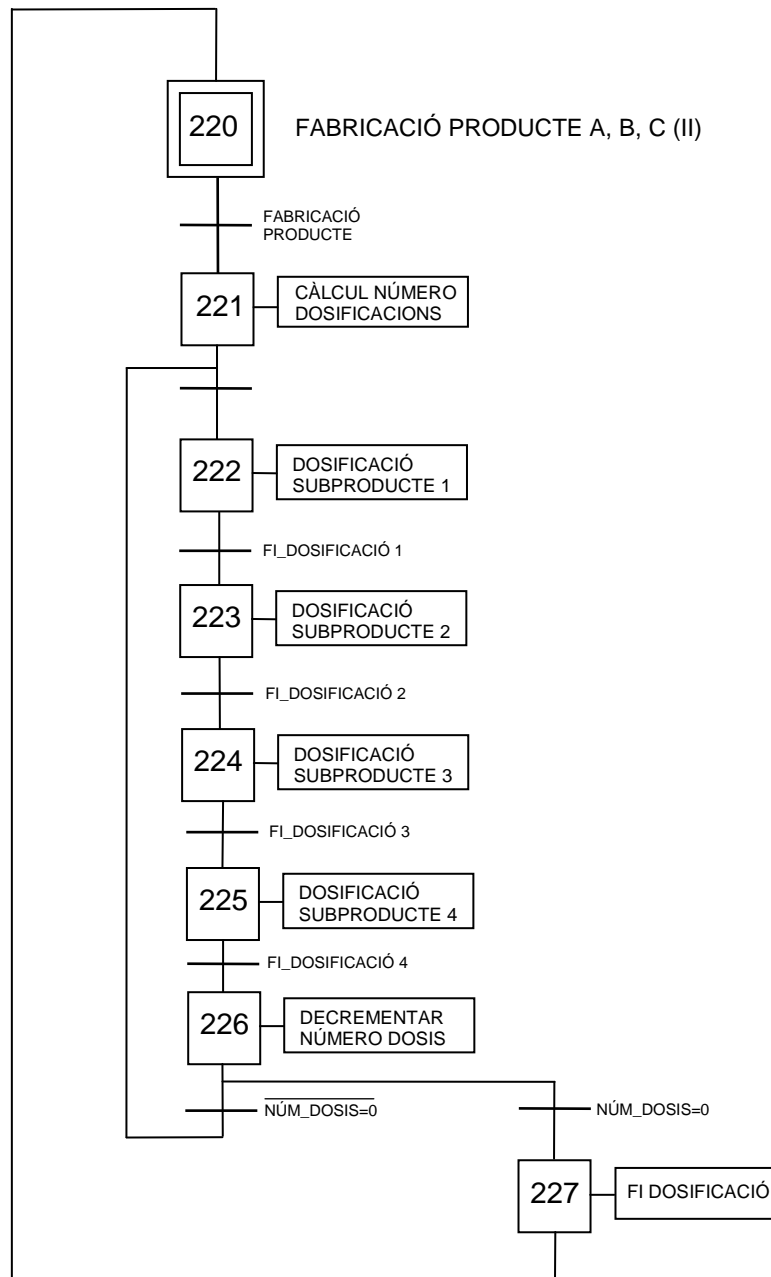 220
FABRICACIÓ PRODUCTE A, B, C (II)
FABRICACIÓ
PRODUCTE
221
CÀLCUL NÚMERO
DOSIFICACIONS
222
DOSIFICACIÓ
SUBPRODUCTE 1
FI_DOSIFICACIÓ 1
223
DOSIFICACIÓ
SUBPRODUCTE 2
FI_DOSIFICACIÓ 2
224
DOSIFICACIÓ
SUBPRODUCTE 3
FI_DOSIFICACIÓ 3
225
DOSIFICACIÓ
SUBPRODUCTE 4
FI_DOSIFICACIÓ 4
226
DECREMENTAR
NÚMERO DOSIS
NÚM_DOSIS=0
NÚM_DOSIS=0
227
FI DOSIFICACIÓ